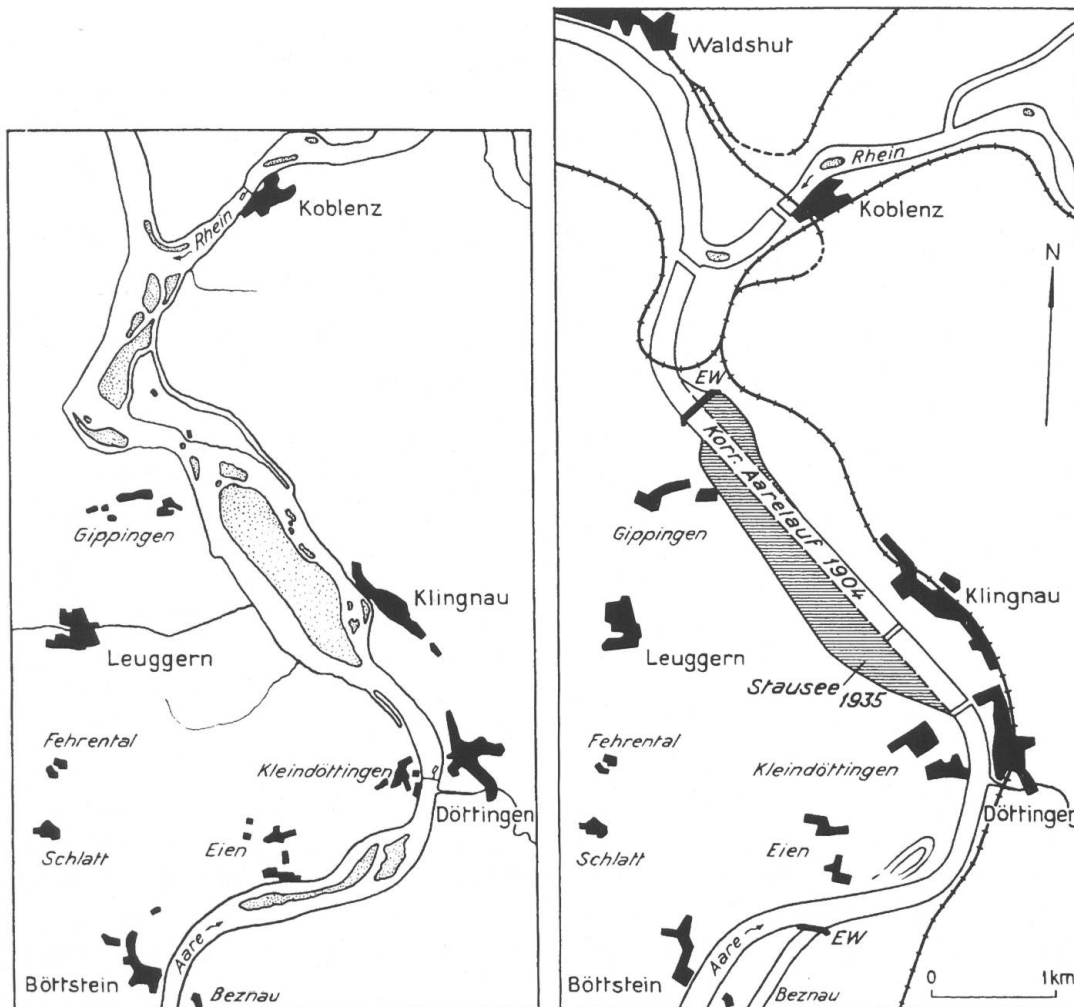 Koblenz
Rhein
Gippingen
Klingnau
Leuggern
Fehrental
Kleindöttingen
Döttingen
Schlatt
Eien
Aare
Böttstein
Beznau
Waldshut
Rhein
Koblenz
N
EW
Korr. Aarelauf 1904
Gippingen
Klingnau
Leuggern
Stausee
1935
Fehrental
Kleindöttingen
Döttingen
Schlatt
Eien
Aare
EW
Böttstein
Beznau
0 1km